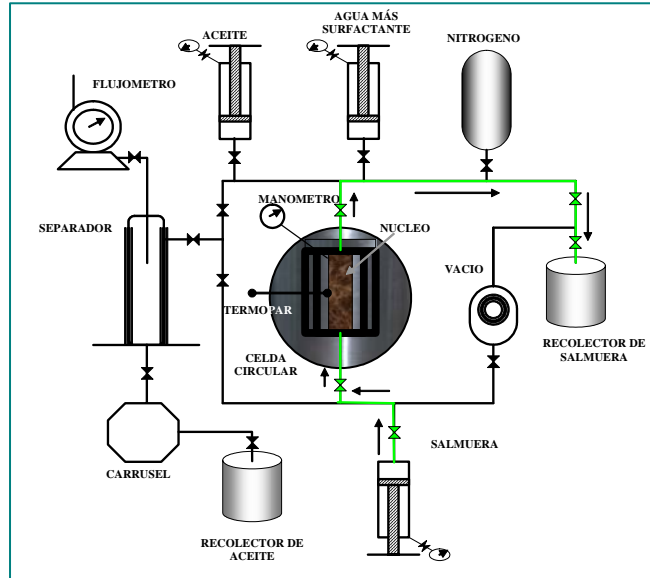 ACEITE
AGUA MÁS
SURFACTANTE
NITROGENO
FLUJOMETRO
MANOMETRO
NUCLEO
SEPARADOR
VACIO
TERMOPAR
RECOLECTOR DE
SALMUERA
CELDA
CIRCULAR
SALMUERA
CARRUSEL
RECOLECTOR DE
ACEITE